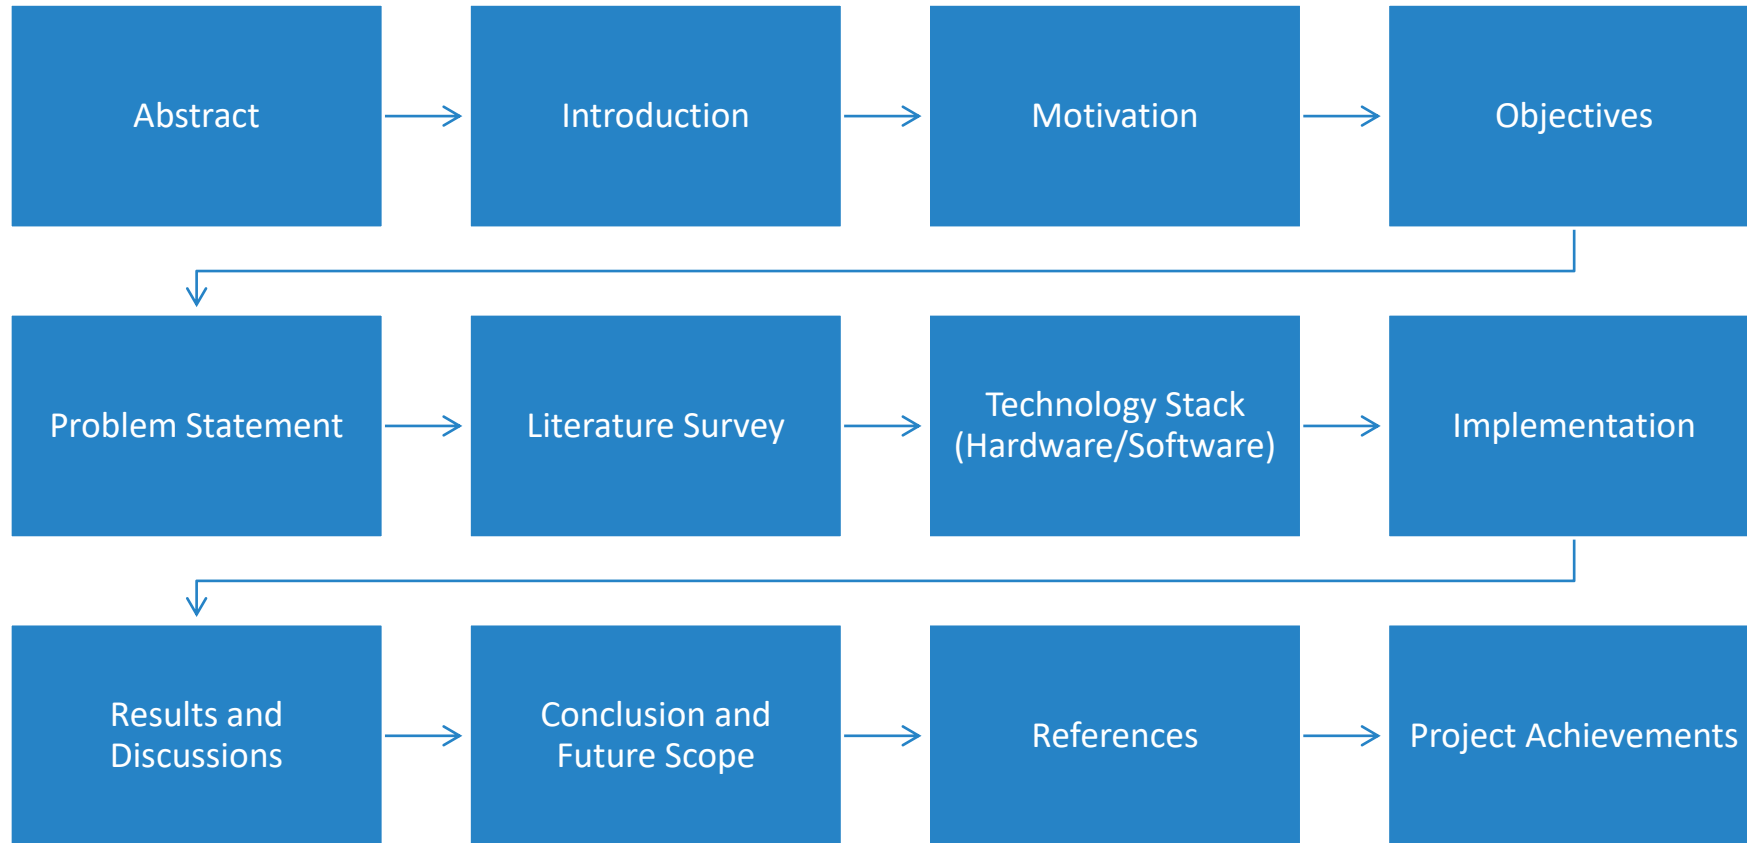 Abstract
Introduction
Motivation
Objectives
Problem Statement
Literature Survey
Technology Stack
(Hardware/Software)
Implementation
Results and
Discussions
Conclusion and
Future Scope
References
Project Achievements